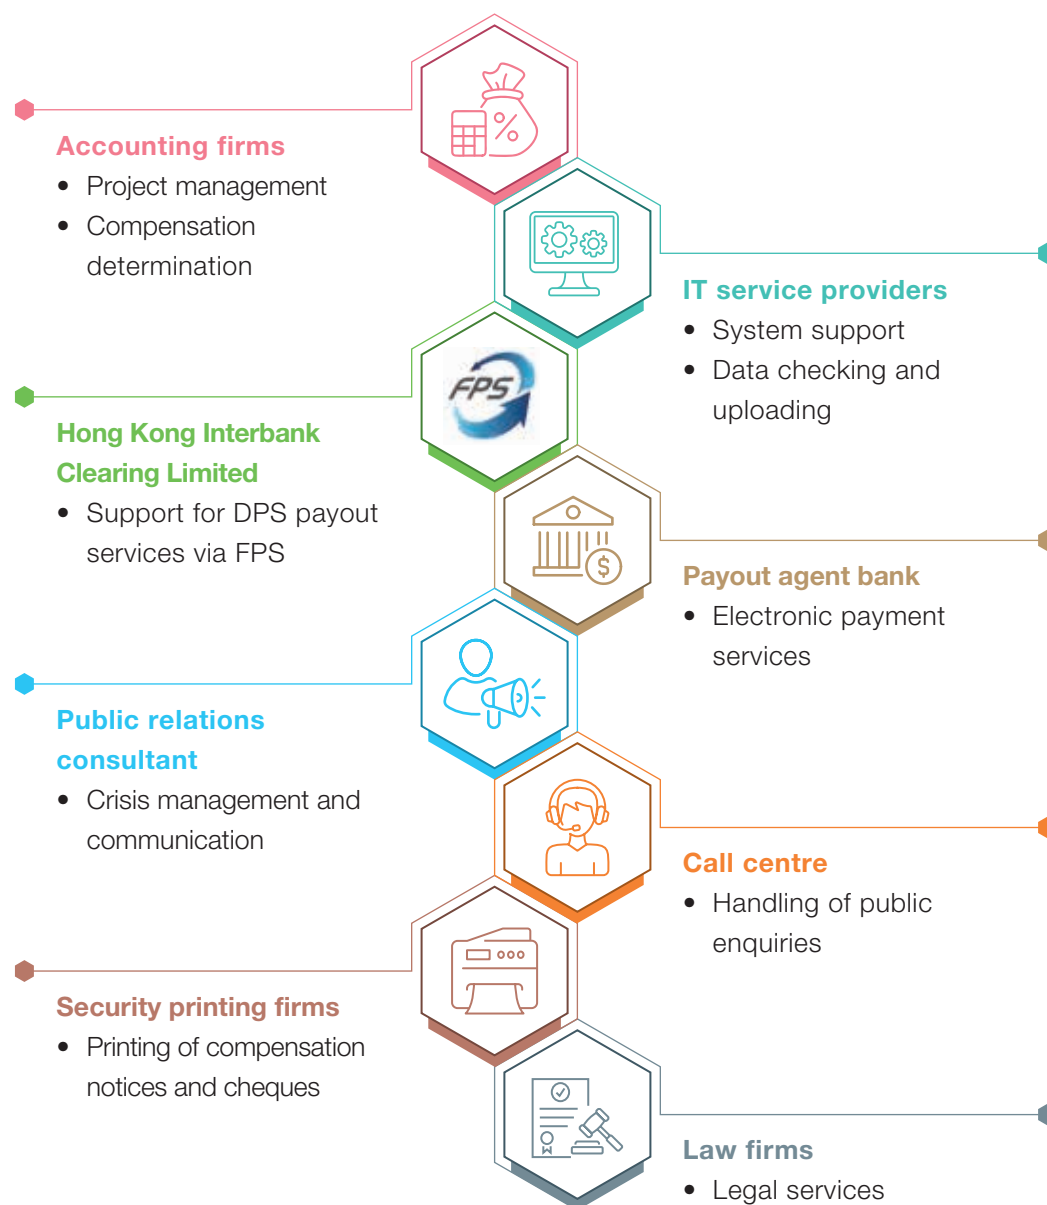 Accounting firms
• Project management
• Compensation
determination
IT service providers
• System support
• Data checking and
uploading
FPS
Hong Kong Interbank
Clearing Limited
• Support for DPS payout
services via FPS
Payout agent bank
• Electronic payment
services
Public relations
consultant
• Crisis management and
communication
Call centre
• Handling of public
enquiries
Security printing firms
• Printing of compensation
notices and cheques
Law firms
• Legal services